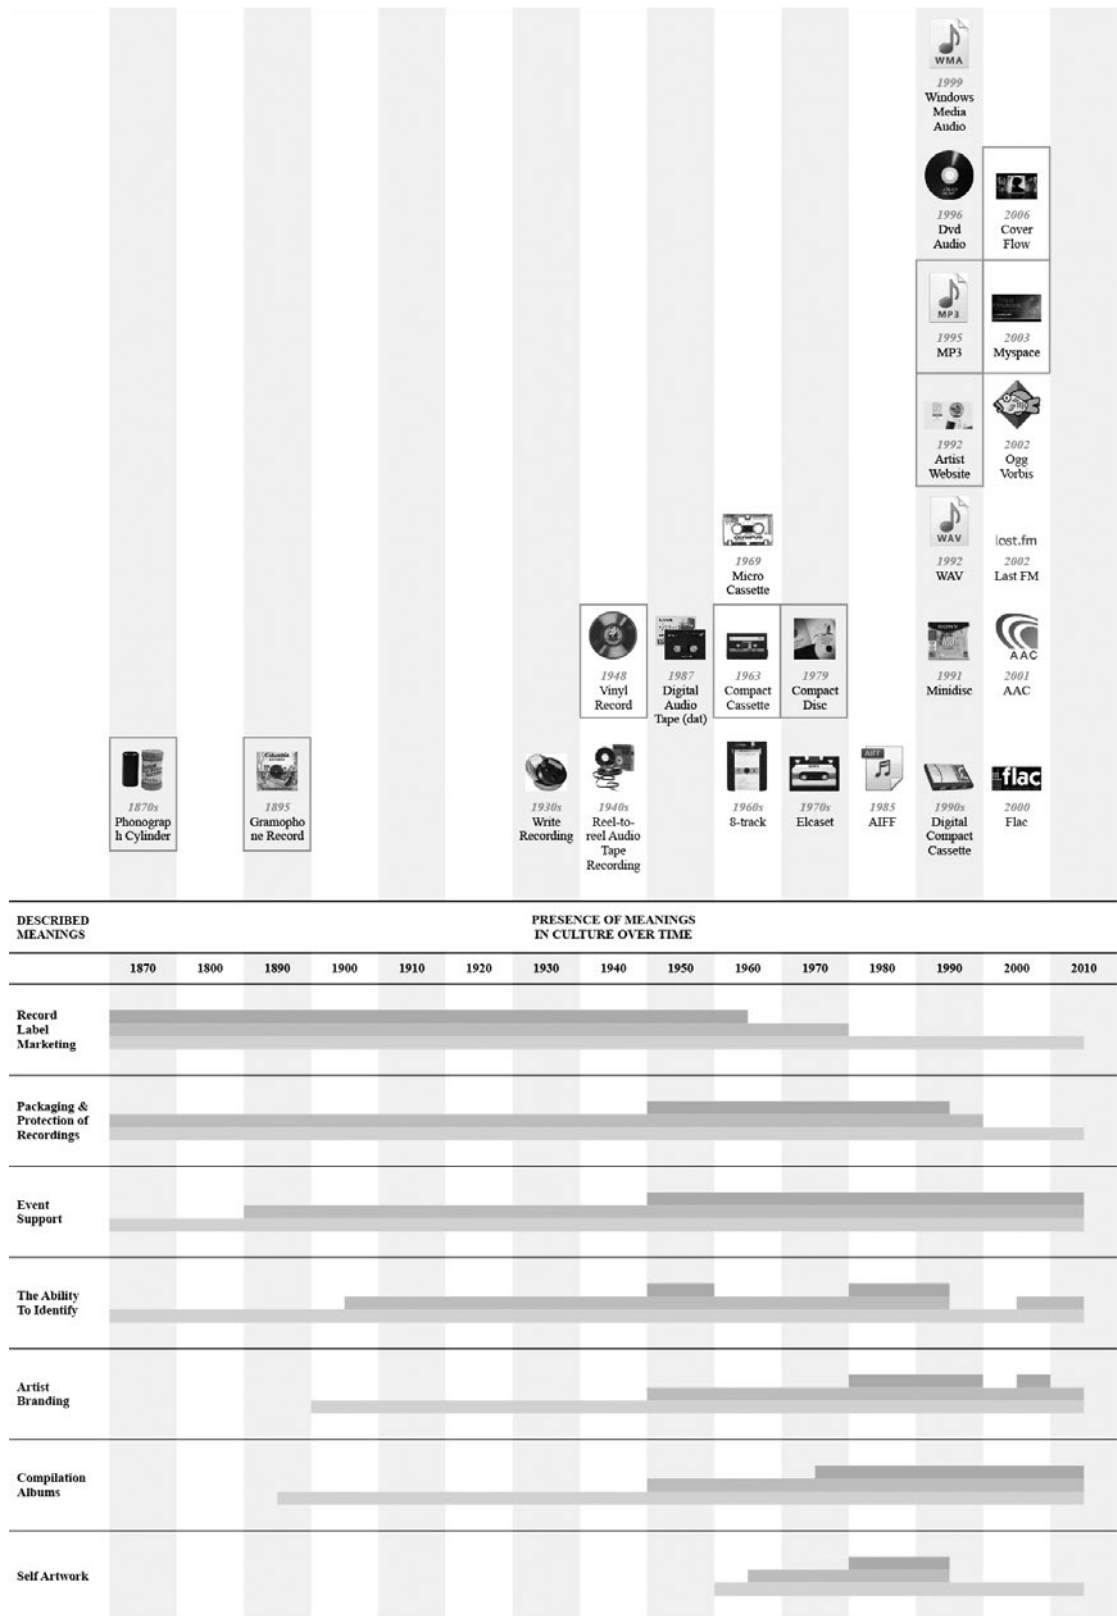 WMA
1999
Windows
Media
Audio
1996
Dvd
Audio
2006
Cover
Flow
MP3
1995
MP3
2003
Myspace
1992
Artist
Website
2002
Ogg
Vorbis
OLYMPUS
1969
Micro
Cassette
WAV
1992
WAV
lost.fm
2002
Last FM
1948
Vinyl
Record
1987
Digital
Audio
Tape (dat)
1963
Compact
Cassette
1979
Compact
Disc
SONY
1991
Minidisc
AAC
2001
AAC
1870s
Phonograp
h Cylinder
Columbia
1895
Gramopho
ne Record
1930s
Write
Recording
1940s
Reel-to-
reel Audio
Tape
Recording
1960s
8-track
1970s
Elcaset
AIFF
1985
AIFF
1990s
Digital
Compact
Cassette
flac
2000
Flac
DESCRIBED
MEANINGS
PRESENCE OF MEANINGS
IN CULTURE OVER TIME
1870 1800 1890 1900 1910 1920 1930 1940 1950 1960 1970 1980 1990 2000 2010
Record
Label
Marketing
Packaging &
Protection of
Recordings
Event
Support
The Ability
To Identify
Artist
Branding
Compilation
Albums
Self Artwork